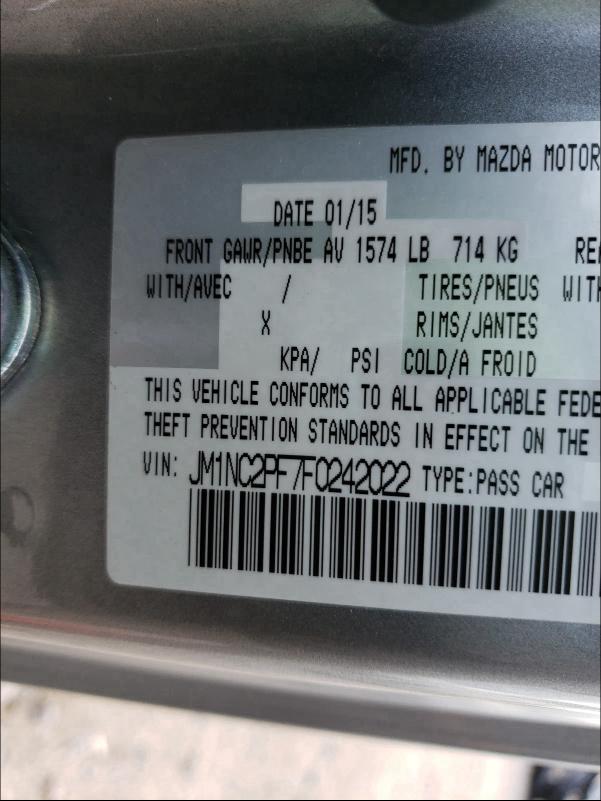 MFD. BY MAZDA MOTOR
DATE 01/15
FRONT GAWR/PNBE AV 1574 LB 714 KG
WITH/AVEC / TIRES/PNEUS WITH
X RIMS/JANTES
KPA/ PSI COLD/A FROID
THIS VEHICLE CONFORMS TO ALL APPLICABLE FEDE
THEFT PREVENTION STANDARDS IN EFFECT ON THE
VIN: JM1NC2PF7F0242022 TYPE:PASS CAR